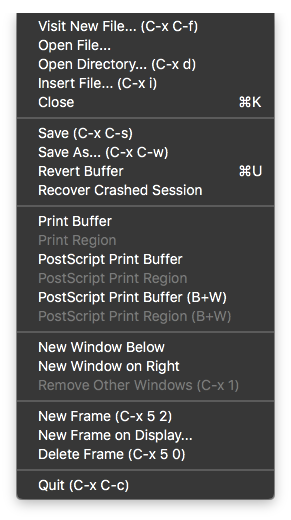 Visit New File... (C-x C-f)
Open File...
Open Directory... (C-x d)
Insert File... (C-x i)
Close ⌘K
Save (C-x C-s)
Save As... (C-x C-w)
Revert Buffer ⌘U
Recover Crashed Session
Print Buffer
Print Region
PostScript Print Buffer
PostScript Print Region
PostScript Print Buffer (B+W)
PostScript Print Region (B+W)
New Window Below
New Window on Right
Remove Other Windows (C-x 1)
New Frame (C-x 5 2)
New Frame on Display...
Delete Frame (C-x 5 0)
Quit (C-x C-c)